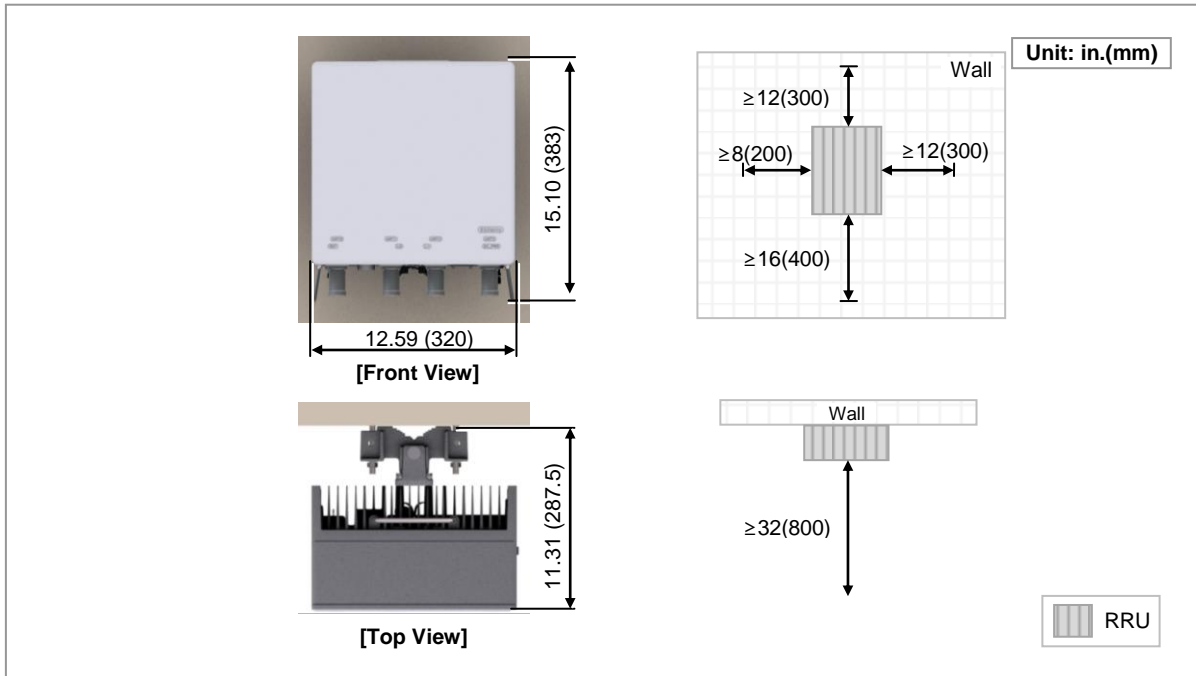 Unit: in.(mm)
Wall
≥12(300)
≥8(200)
≥12(300)
15.10 (383)
≥16(400)
12.59 (320)
[Front View]
Wall
11.31 (287.5)
≥32(800)
[Top View]
RRU